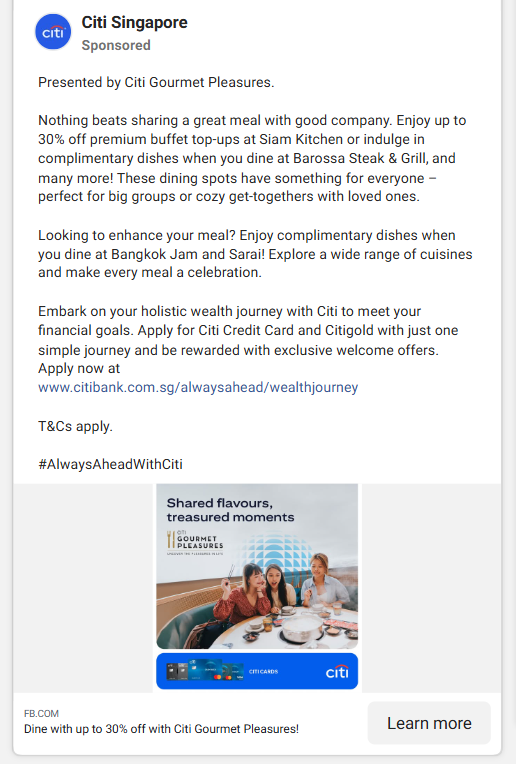 citi
Citi Singapore
Sponsored
Presented by Citi Gourmet Pleasures.
Nothing beats sharing a great meal with good company. Enjoy up to
30% off premium buffet top-ups at Siam Kitchen or indulge in
complimentary dishes when you dine at Barossa Steak & Grill, and
many more! These dining spots have something for everyone –
perfect for big groups or cozy get-togethers with loved ones.
Looking to enhance your meal? Enjoy complimentary dishes when
you dine at Bangkok Jam and Sarai! Explore a wide range of cuisines
and make every meal a celebration.
Embark on your holistic wealth journey with Citi to meet your
financial goals. Apply for Citi Credit Card and Citigold with just one
simple journey and be rewarded with exclusive welcome offers.
Apply now at
www.citibank.com.sg/alwaysahead/wealthjourney
T&Cs apply.
#AlwaysAheadWithCiti
Shared flavours,
treasured moments
CITI
GOURMET
PLEASURES
CITI CARDS
citi
FB.COM
Dine with up to 30% off with Citi Gourmet Pleasures!
Learn more